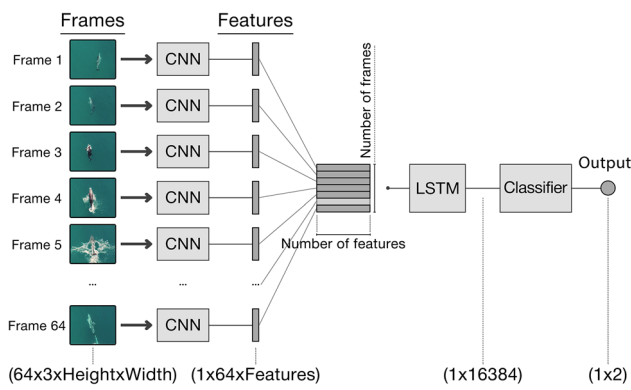 Frames
Features
Frame 1
CNN
Frame 2
CNN
Frame 3
CNN
Frame 4
CNN
Frame 5
CNN
...
...
...
Frame 64
CNN
Number of frames
Number of features
LSTM
Classifier
Output
(64x3xHeightxWidth)
(1x64xFeatures)
(1x16384)
(1x2)